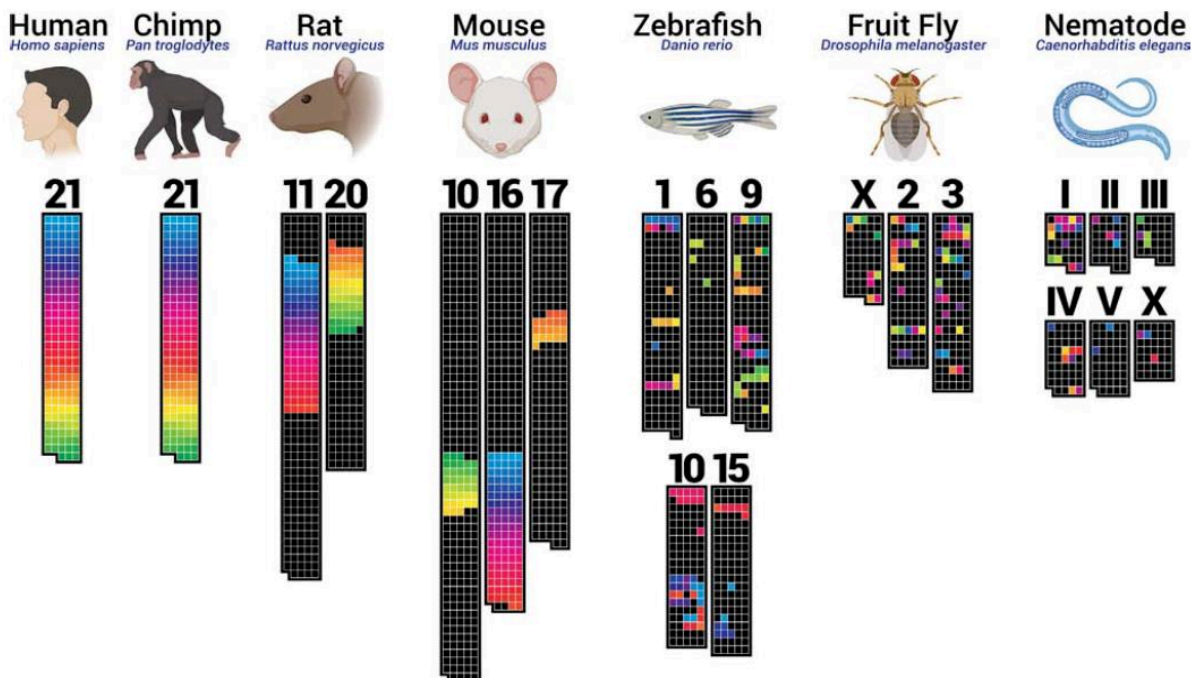 Human
Homo sapiens
Chimp
Pan troglodytes
Rat
Rattus norvegicus
Mouse
Mus musculus
Zebrafish
Danio rerio
Fruit Fly
Drosophila melanogaster
Nematode
Caenorhabditis elegans
21
21
11 20
10 16 17
1 6 9
X 2 3
I II III
IV V X
10 15